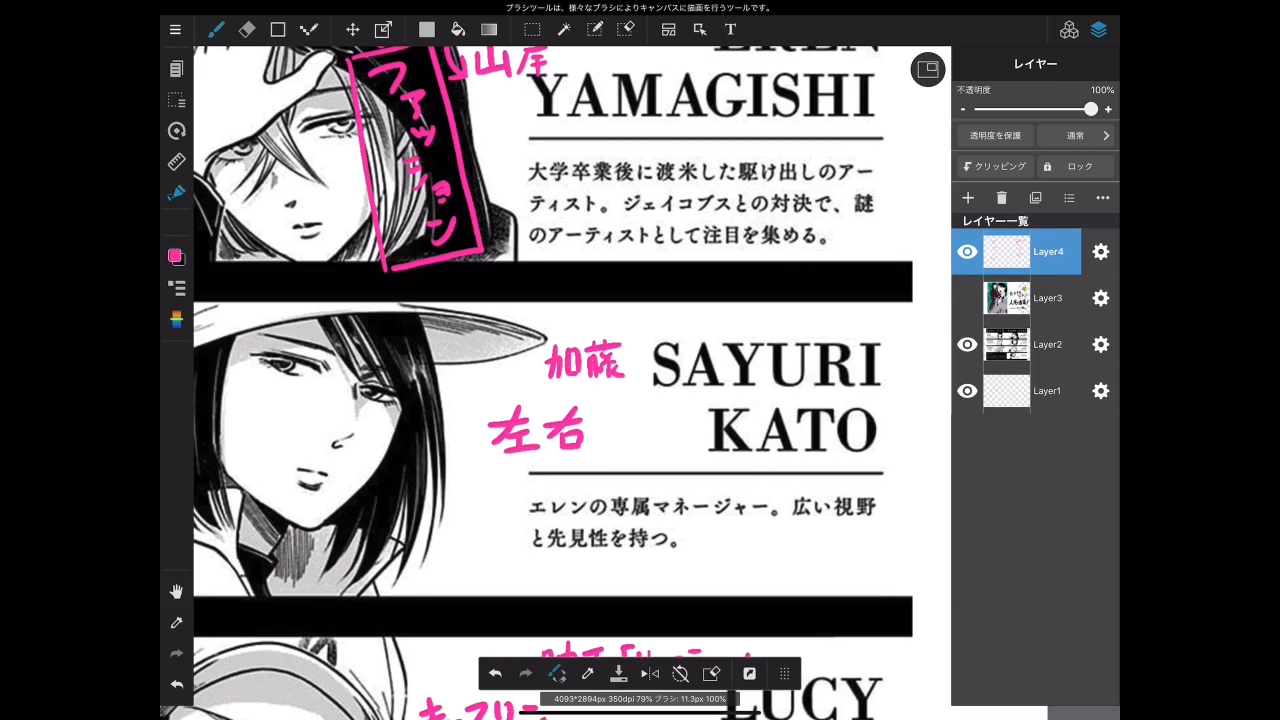 ブラシツールは、様々なブラシによりキャンバスに描画を行うツールです。
T
レイヤー
不透明度 100%
- +
透明度を保護 通常
クリッピング ロック
レイヤー一覧
Layer4
Layer3
Layer2
Layer1
山岸
ファッション
YAMAGISHI
大学卒業後に渡米した駆け出しのアー
ティスト。ジェイコブスとの対決で、謎
のアーティストとして注目を集める。
加藤
左右
SAYURI
KATO
エレンの専属マネージャー。広い視野
と先見性を持つ。
LUCY
4093*2894px 350dpi 79% ブラシ: 11.3px 100%